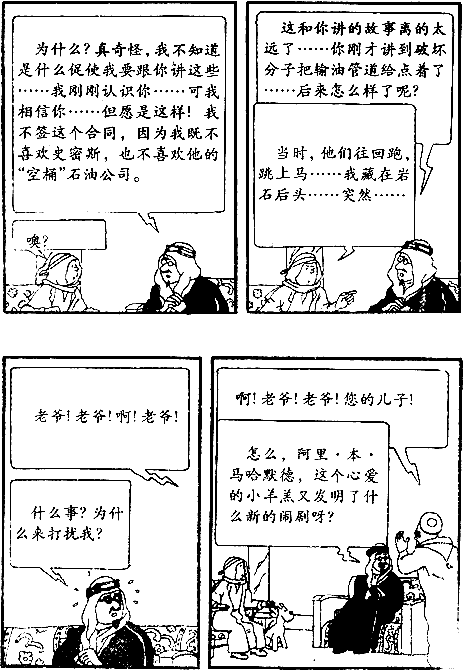 为什么？真奇怪，我不知道
是什么促使我要跟你讲这些
……我刚刚认识你……可我
相信你……但愿是这样！我
不签这个合同，因为我既不
喜欢史密斯，也不喜欢他的
“空桶”石油公司。
噢？
这和你讲的故事离的太
远了……你刚才讲到破坏
分子把输油管道给点着了
……后来怎么样了呢？
当时，他们往回跑，
跳上马……我藏在岩
石后头……突然……
老爷！老爷！啊！老爷！
什么事？为什
么来打扰我？
啊！老爷！老爷！您的儿子！
怎么，阿里·本·
马哈默德，这个心爱
的小羊羔又发明了什
么新的闹剧呀？